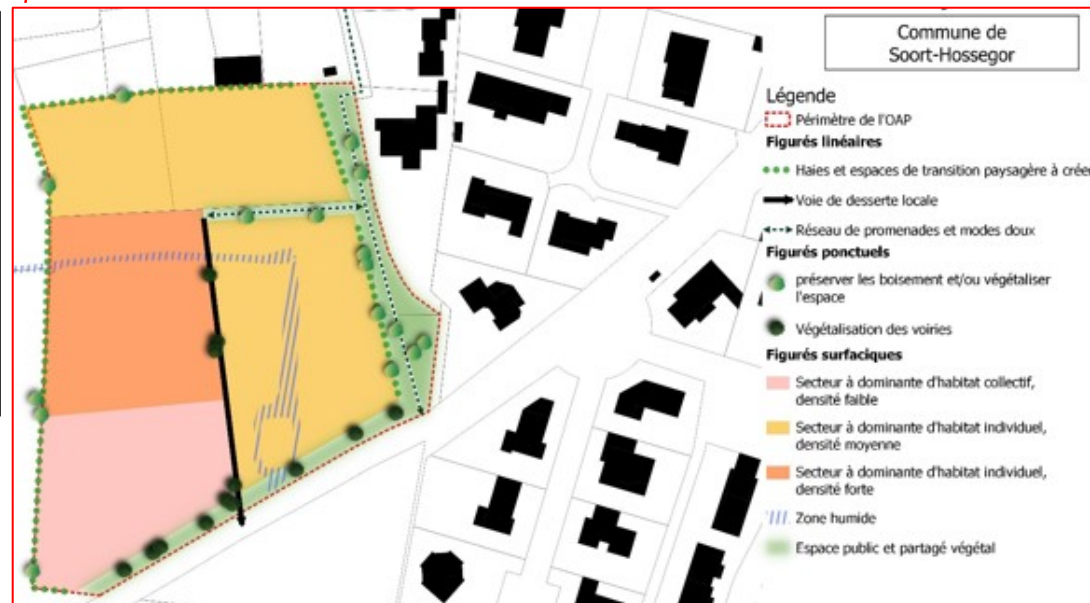 Commune de
Soort-Hossegor
Légende
Périmètre de l'OAP
Figurés linéaires
Haies et espaces de transition paysagère à créer
Voie de desserte locale
Réseau de promenades et modes doux
Figurés ponctuels
préserver les boisement et/ou végétaliser
l'espace
Végétalisation des voiries
Figurés surfaciques
Secteur à dominante d'habitat collectif,
densité faible
Secteur à dominante d'habitat individuel,
densité moyenne
Secteur à dominante d'habitat individuel,
densité forte
Zone humide
Espace public et partagé végétal